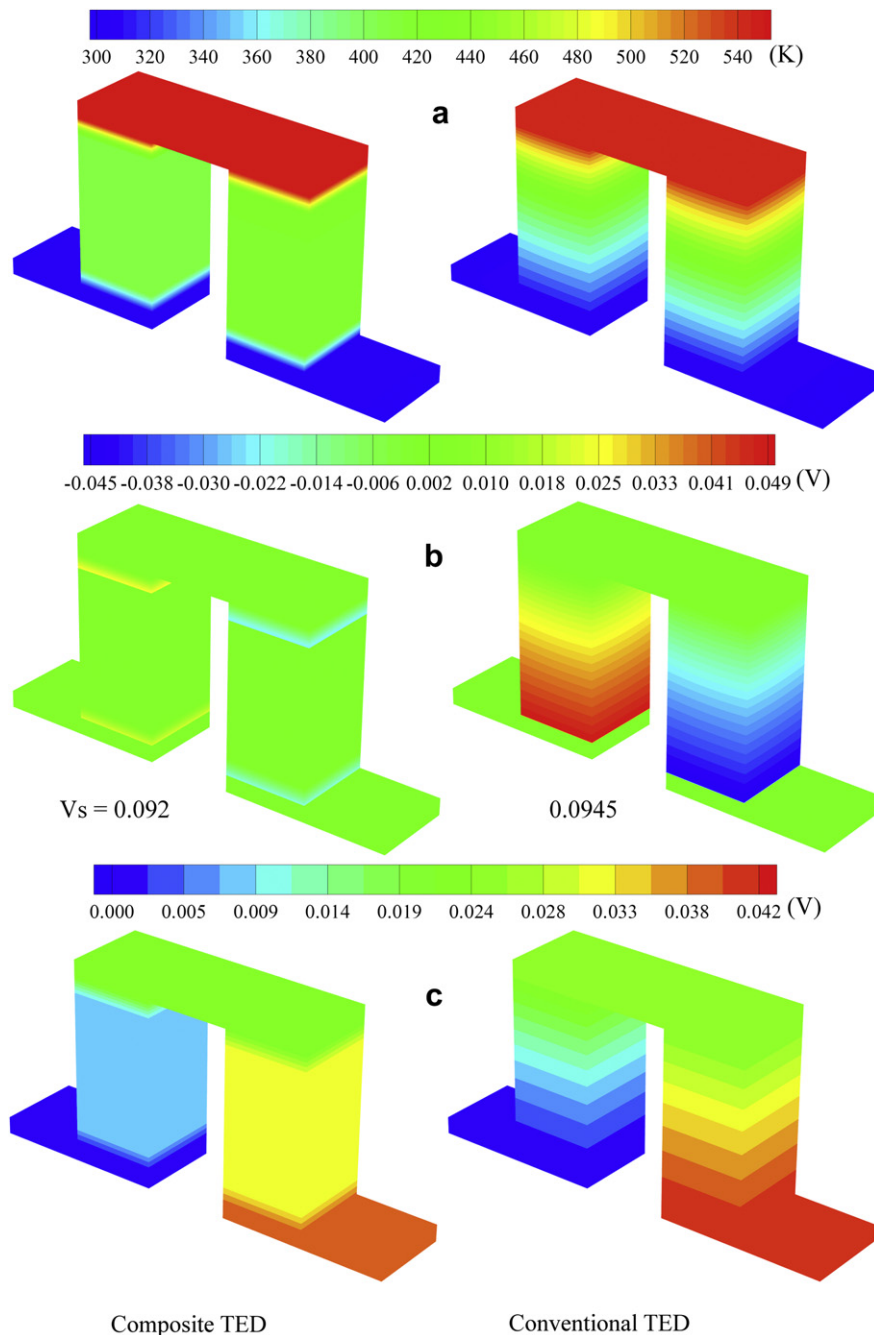 300 320 340 360 380 400 420 440 460 480 500 520 540 (K)
a
-0.045 -0.038 -0.030 -0.022 -0.014 -0.006 0.002 0.010 0.018 0.025 0.033 0.041 0.049 (V)
b
Vs = 0.092 0.0945
0.000 0.005 0.009 0.014 0.019 0.024 0.028 0.033 0.038 0.042 (V)
c
Composite TED Conventional TED